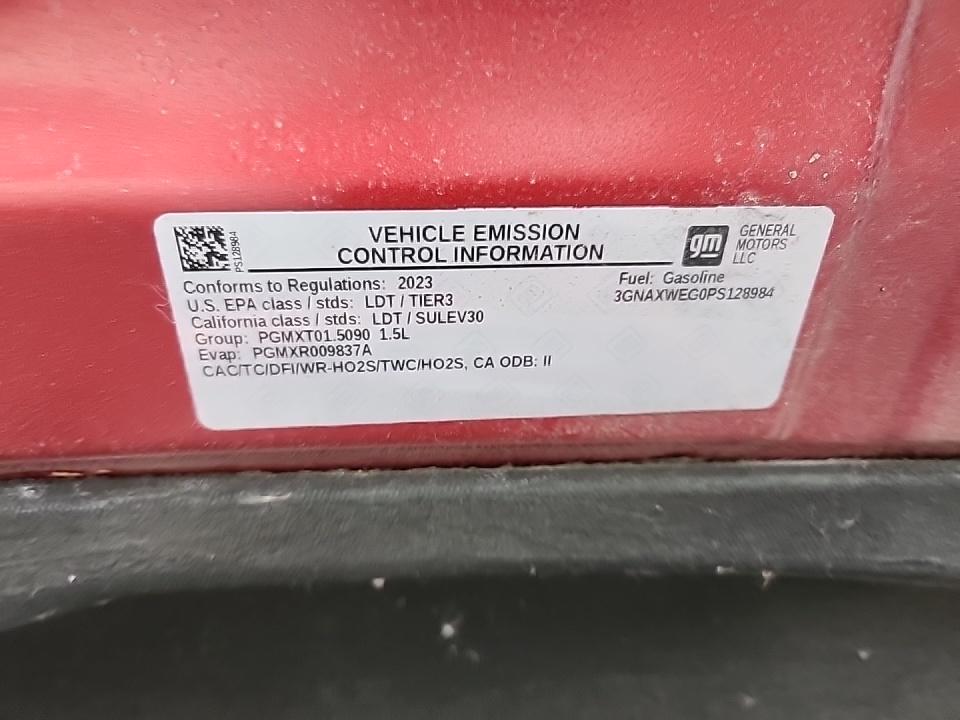 PS128984
VEHICLE EMISSION
CONTROL INFORMATION
gm
GENERAL
MOTORS
LLC
Conforms to Regulations: 2023
U.S. EPA class / stds: LDT / TIER3
California class / stds: LDT / SULEV30
Group: PGMXT01.5090 1.5L
Evap: PGMXR009837A
CAC/TC/DFI/WR-HO2S/TWC/HO2S, CA ODB: II
Fuel: Gasoline
3GNAXWEG0PS128984